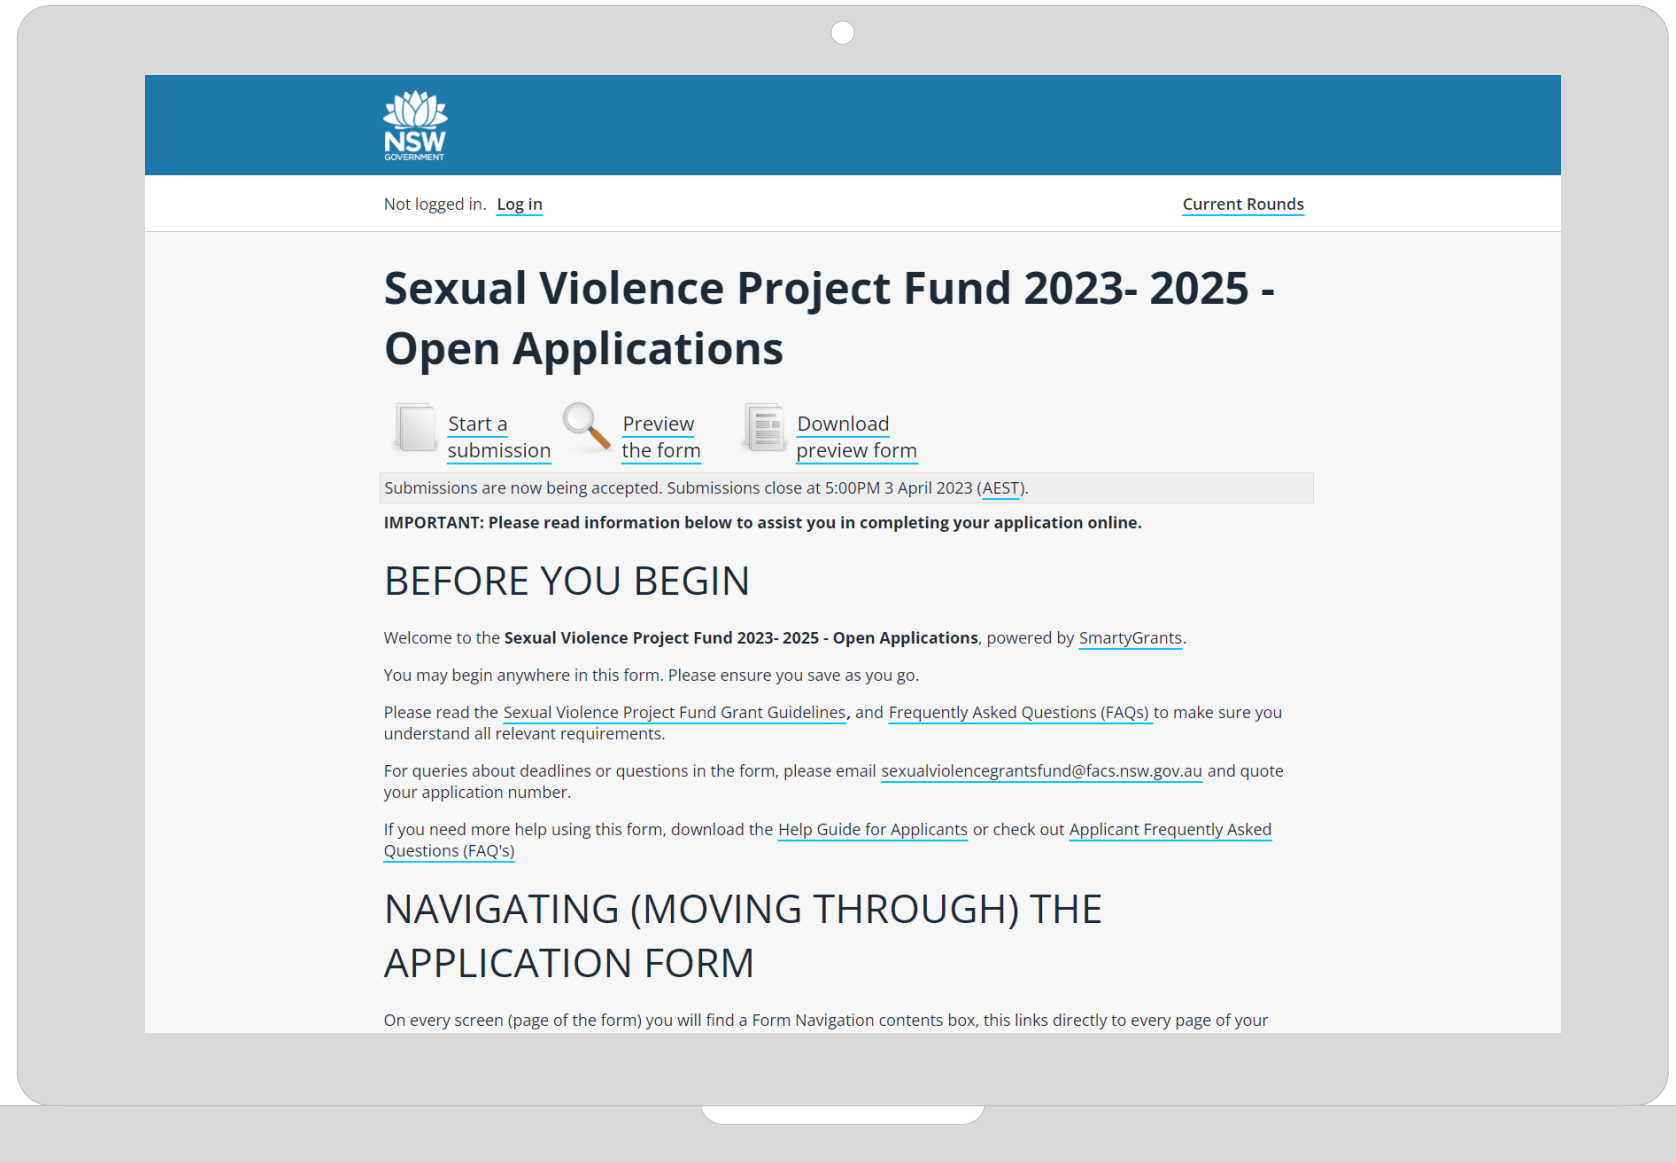 NSW
GOVERNMENT
Not logged in. Log in
Current Rounds
Sexual Violence Project Fund 2023- 2025 -
Open Applications
Start a
submission
Preview
the form
Download
preview form
Submissions are now being accepted. Submissions close at 5:00PM 3 April 2023 (AEST).
IMPORTANT: Please read information below to assist you in completing your application online.
BEFORE YOU BEGIN
Welcome to the Sexual Violence Project Fund 2023- 2025 - Open Applications, powered by SmartyGrants.
You may begin anywhere in this form. Please ensure you save as you go.
Please read the Sexual Violence Project Fund Grant Guidelines, and Frequently Asked Questions (FAQs) to make sure you
understand all relevant requirements.
For queries about deadlines or questions in the form, please email sexualviolencegrantsfund@facs.nsw.gov.au and quote
your application number.
If you need more help using this form, download the Help Guide for Applicants or check out Applicant Frequently Asked
Questions (FAQ's)
NAVIGATING (MOVING THROUGH) THE
APPLICATION FORM
On every screen (page of the form) you will find a Form Navigation contents box, this links directly to every page of your